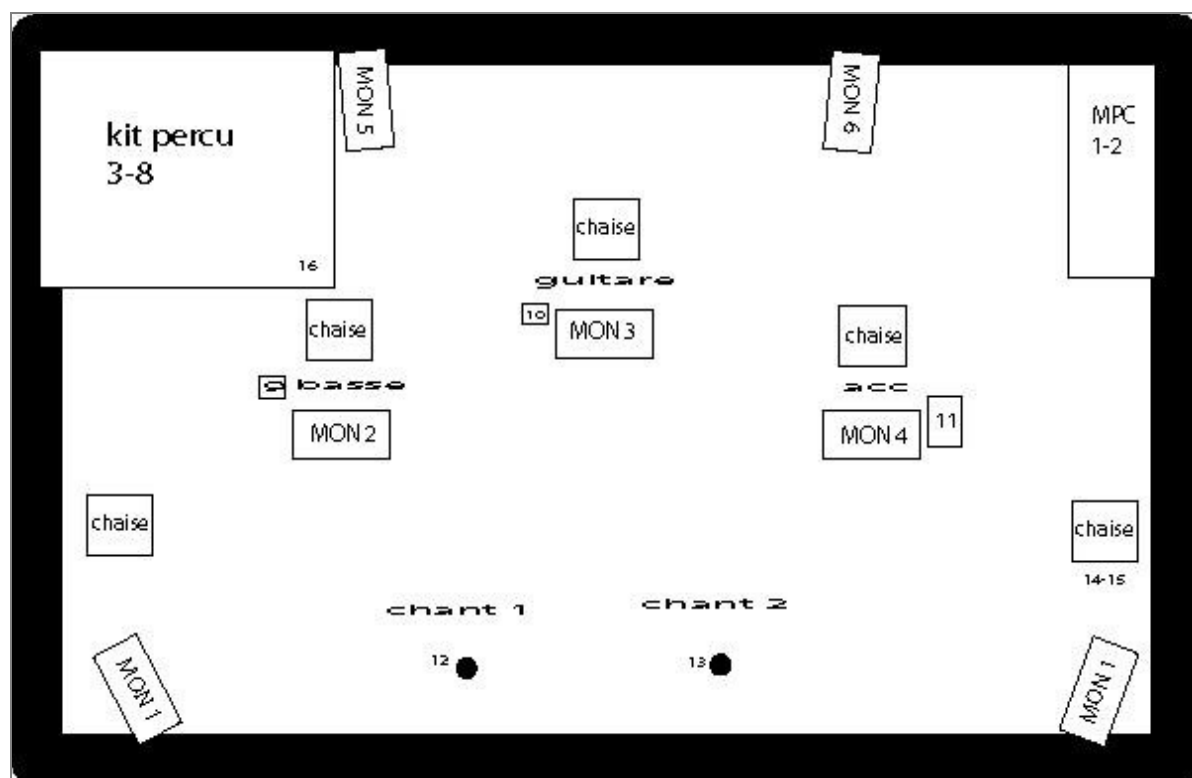 MON 5
MON 6
kit percu
3-8
MPC
1-2
chaise
16
guitare
10
MON 3
chaise
chaise
9 basse
acc
MON 2
MON 4
11
chaise
chaise
14-15
chant 1
chant 2
12
13
MON 1
MON 1